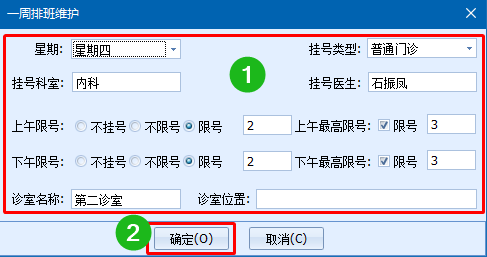 一周排班维护
星期: 星期四 挂号类型: 普通门诊
挂号科室: 内科 挂号医生: 石振凤
1
上午限号: 不挂号 不限号 限号 2 上午最高限号: 限号 3
下午限号: 不挂号 不限号 限号 2 下午最高限号: 限号 3
诊室名称: 第二诊室 诊室位置:
2
确定(O) 取消(C)